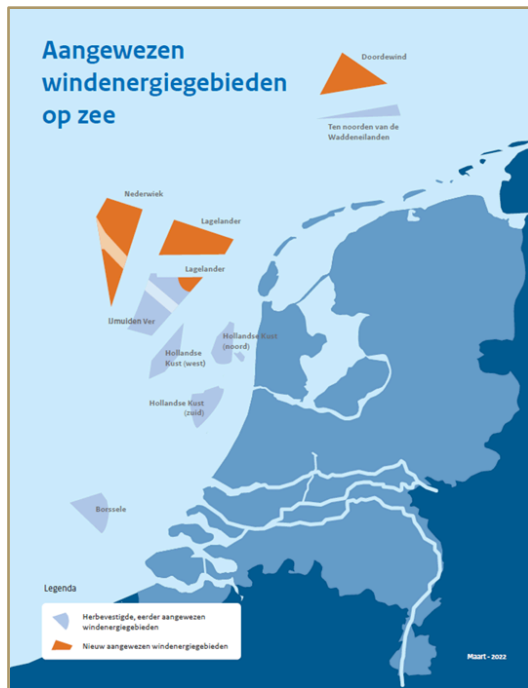 Aangewezen
windenergiegebieden
op zee
Doordewind
Ten noorden van de
Waddeneilanden
Nederwiek
Lagelander
Lagelander
IJmuiden Ver
Hollandse Kust
(noord)
Hollandse
Kust (west)
Hollandse Kust
(zuid)
Borssele
Legenda
Herbevestigde, eerder aangewezen
windenergiegebieden
Nieuw aangewezen windenergiegebieden
Maart - 2022